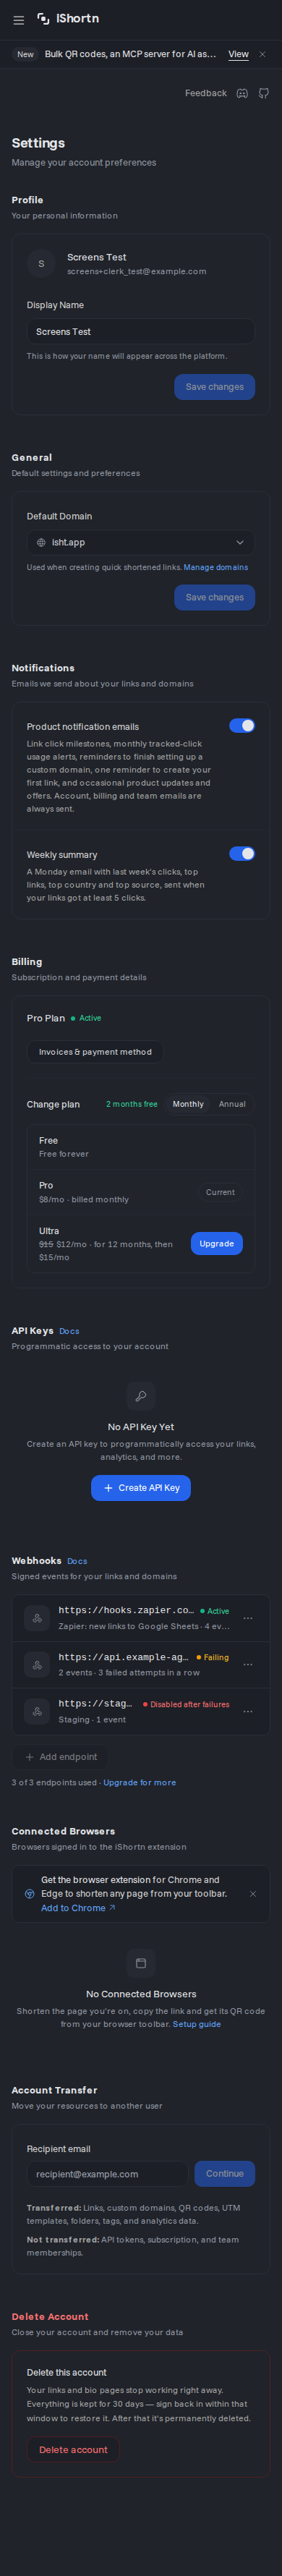 IShortn
New Bulk QR codes, an MCP server for AI as... View
Feedback
Settings
Manage your account preferences
Profile
Your personal information
S
Screens Test
screens+clerk_test@example.com
Display Name
Screens Test
This is how your name will appear across the platform.
Save changes
General
Default settings and preferences
Default Domain
isht.app
Used when creating quick shortened links. Manage domains
Save changes
Notifications
Emails we send about your links and domains
Product notification emails
Link click milestones, monthly tracked-click
usage alerts, reminders to finish setting up a
custom domain, one reminder to create your
first link, and occasional product updates and
offers. Account, billing and team emails are
always sent.
Weekly summary
A Monday email with last week's clicks, top
links, top country and top source, sent when
your links got at least 5 clicks.
Billing
Subscription and payment details
Pro Plan Active
Invoices & payment method
Change plan 2 months free Monthly Annual
Free
Free forever
Pro
$8/mo · billed monthly
Current
Ultra
$15 $12/mo · for 12 months, then
$15/mo
Upgrade
API Keys Docs
Programmatic access to your account
No API Key Yet
Create an API key to programmatically access your links,
analytics, and more.
+ Create API Key
Webhooks Docs
Signed events for your links and domains
https://hooks.zapier.co... Active
Zapier: new links to Google Sheets · 4 ev...
https://api.example-ag... Failing
2 events · 3 failed attempts in a row
https://stag... Disabled after failures
Staging · 1 event
+ Add endpoint
3 of 3 endpoints used · Upgrade for more
Connected Browsers
Browsers signed in to the iShortn extension
Get the browser extension for Chrome and
Edge to shorten any page from your toolbar.
Add to Chrome
No Connected Browsers
Shorten the page you're on, copy the link and get its QR code
from your browser toolbar. Setup guide
Account Transfer
Move your resources to another user
Recipient email
recipient@example.com
Continue
Transferred: Links, custom domains, QR codes, UTM
templates, folders, tags, and analytics data.
Not transferred: API tokens, subscription, and team
memberships.
Delete Account
Close your account and remove your data
Delete this account
Your links and bio pages stop working right away.
Everything is kept for 30 days — sign back in within that
window to restore it. After that it's permanently deleted.
Delete account